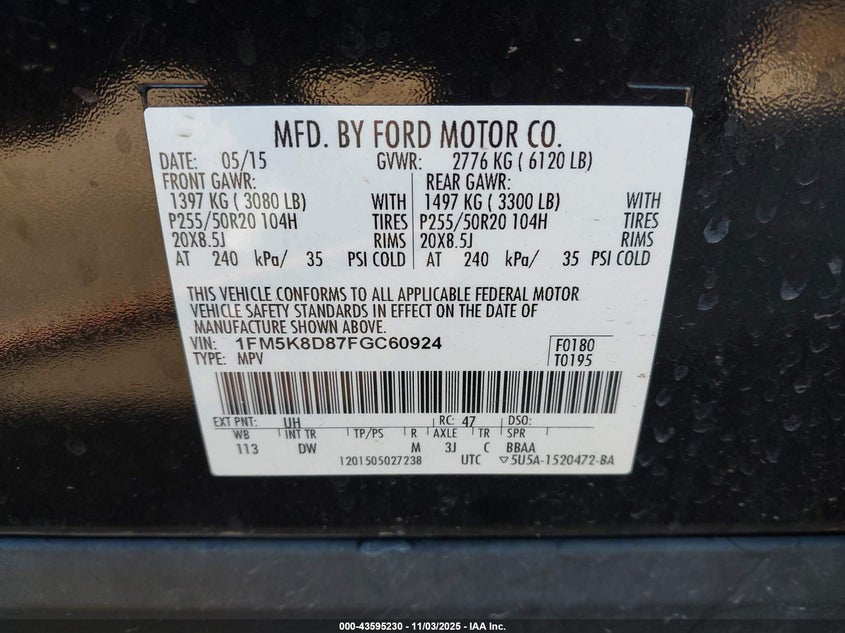 MFD. BY FORD MOTOR CO.
DATE: 05/15 GVWR: 2776 KG ( 6120 LB)
FRONT GAWR: REAR GAWR:
1397 KG ( 3080 LB) WITH 1497 KG ( 3300 LB) WITH
P255/50R20 104H TIRES P255/50R20 104H TIRES
20X8.5J RIMS 20X8.5J RIMS
AT 240 kPa/ 35 PSI COLD AT 240 kPa/ 35 PSI COLD
THIS VEHICLE CONFORMS TO ALL APPLICABLE FEDERAL MOTOR
VEHICLE SAFETY STANDARDS IN EFFECT ON THE DATE OF
MANUFACTURE SHOWN ABOVE.
VIN: 1FM5K8D87FGC60924 F0180
TYPE: MPV T0195
EXT PNT: UH RC: 47 DSO:
WB INT TR TP/PS R AXLE TR SPR
113 DW M 3J C BBAA
1201505027238 UTC ▽5U5A-1520472-BA
000-43595230 - 11/03/2025 - IAA Inc.